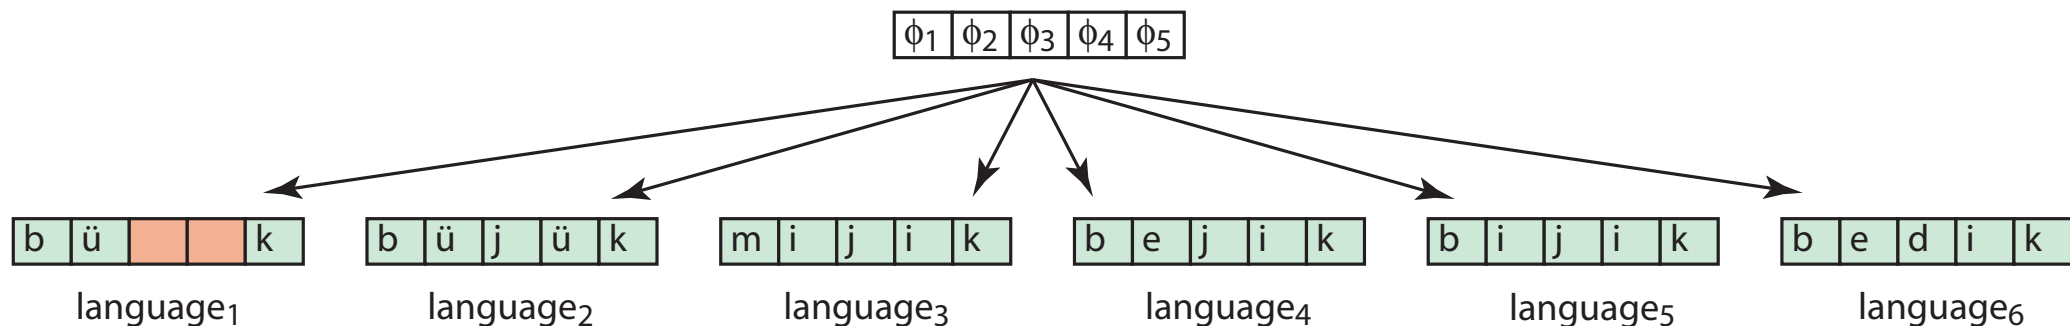 ϕ1 ϕ2 ϕ3 ϕ4 ϕ5
b ü k b ü j ü k m i j i k b e j i k b i j i k b e d i k
language1 language2 language3 language4 language5 language6